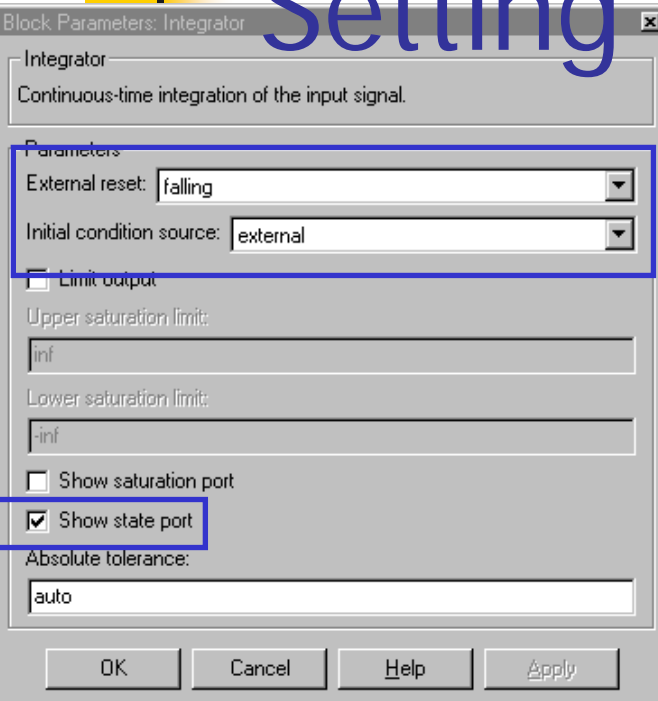 Setting
Block Parameters: Integrator
Integrator
Continuous-time integration of the input signal.
Parameters
External reset: falling
Initial condition source: external
Limit output
Upper saturation limit:
inf
Lower saturation limit:
-inf
Show saturation port
Show state port
Absolute tolerance:
auto
OK Cancel Help Apply